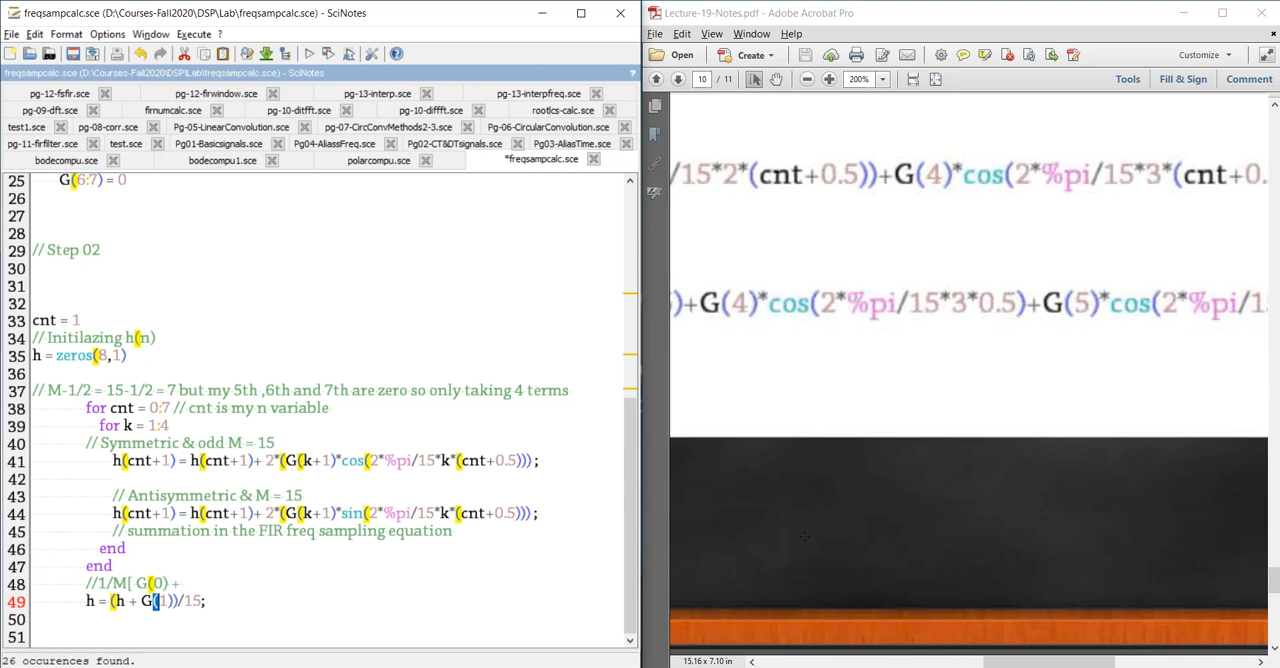 freqsampcalc.sce (D:\Courses-Fall2020\DSP\Lab\freqsampcalc.sce) - SciNotes
File Edit Format Options Window Execute ?
freqsampcalc.sce (D:\Courses-Fall2020\DSP\Lab\freqsampcalc.sce) - SciNotes ?
pg-12-fsfir.sce pg-12-firwindow.sce pg-13-interp.sce pg-13-interpfreq.sce
pg-09-dft.sce firnumcalc.sce pg-10-ditfft.sce pg-10-diffft.sce rootlcs-calc.sce
test1.sce pg-08-corr.sce Pg-05-LinearConvolution.sce pg-07-CircConvMethods2-3.sce Pg-06-CircularConvolution.sce
pg-11-firfilter.sce test.sce Pg01-Basicsignals.sce Pg04-AliassFreq.sce Pg02-CT&DTsignals.sce Pg03-AliaTime.sce
bodecompu.sce bodecompu1.sce polarcompu.sce *freqsampcalc.sce
25 G(6:7) = 0
26
27
28
29 // Step 02
30
31
32
33 cnt = 1
34 // Initilazing h(n)
35 h = zeros(8,1)
36
37 // M-1/2 = 15-1/2 = 7 but my 5th ,6th and 7th are zero so only taking 4 terms
38 for cnt = 0:7 // cnt is my n variable
39 for k = 1:4
40 // Symmetric & odd M = 15
41 h(cnt+1) = h(cnt+1)+ 2*(G(k+1)*cos(2*%pi/15*k*(cnt+0.5))) ;
42
43 // Antisymmetric & M = 15
44 h(cnt+1) = h(cnt+1)+ 2*(G(k+1)*sin(2*%pi/15*k*(cnt+0.5))) ;
45 // summation in the FIR freq sampling equation
46 end
47 end
48 //1/M[ G(0) +
49 h = (h + G(1))/15;
50
51
26 occurences found.
Lecture-19-Notes.pdf - Adobe Acrobat Pro
File Edit View Window Help
Open Create Customize
10 / 11 200% Tools Fill & Sign Comment
/15*2*(cnt+0.5))+G(4)*cos(2*%pi/15*3*(cnt+0.
)+G(4)*cos(2*%pi/15*3*0.5)+G(5)*cos(2*%pi/1
15.16 x 7.10 in